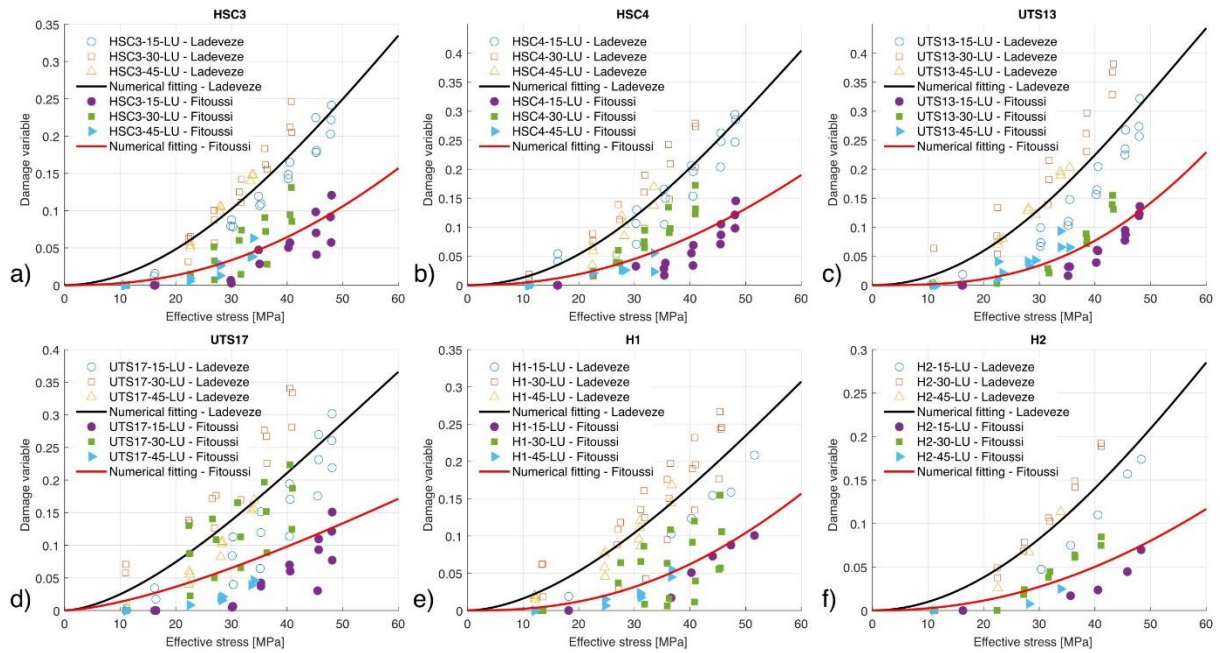 HSC3
0.35
0.3
0.25
0.2
0.15
0.1
0.05
0
Damage variable
HSC3-15-LU - Ladeveze
HSC3-30-LU - Ladeveze
HSC3-45-LU - Ladeveze
Numerical fitting - Ladeveze
HSC3-15-LU - Fitoussi
HSC3-30-LU - Fitoussi
HSC3-45-LU - Fitoussi
Numerical fitting - Fitoussi
a)
0 10 20 30 40 50 60
Effective stress [MPa]
HSC4
0.4
0.35
0.3
0.25
0.2
0.15
0.1
0.05
0
Damage variable
HSC4-15-LU - Ladeveze
HSC4-30-LU - Ladeveze
HSC4-45-LU - Ladeveze
Numerical fitting - Ladeveze
HSC4-15-LU - Fitoussi
HSC4-30-LU - Fitoussi
HSC4-45-LU - Fitoussi
Numerical fitting - Fitoussi
b)
0 10 20 30 40 50 60
Effective stress [MPa]
UTS13
0.4
0.35
0.3
0.25
0.2
0.15
0.1
0.05
0
Damage variable
UTS13-15-LU - Ladeveze
UTS13-30-LU - Ladeveze
UTS13-45-LU - Ladeveze
Numerical fitting - Ladeveze
UTS13-15-LU - Fitoussi
UTS13-30-LU - Fitoussi
UTS13-45-LU - Fitoussi
Numerical fitting - Fitoussi
c)
0 10 20 30 40 50 60
Effective stress [MPa]
UTS17
0.4
0.35
0.3
0.25
0.2
0.15
0.1
0.05
0
Damage variable
UTS17-15-LU - Ladeveze
UTS17-30-LU - Ladeveze
UTS17-45-LU - Ladeveze
Numerical fitting - Ladeveze
UTS17-15-LU - Fitoussi
UTS17-30-LU - Fitoussi
UTS17-45-LU - Fitoussi
Numerical fitting - Fitoussi
d)
0 10 20 30 40 50 60
Effective stress [MPa]
H1
0.35
0.3
0.25
0.2
0.15
0.1
0.05
0
Damage variable
H1-15-LU - Ladeveze
H1-30-LU - Ladeveze
H1-45-LU - Ladeveze
Numerical fitting - Ladeveze
H1-15-LU - Fitoussi
H1-30-LU - Fitoussi
H1-45-LU - Fitoussi
Numerical fitting - Fitoussi
e)
0 10 20 30 40 50 60
Effective stress [MPa]
H2
0.3
0.25
0.2
0.15
0.1
0.05
0
Damage variable
H2-15-LU - Ladeveze
H2-30-LU - Ladeveze
H2-45-LU - Ladeveze
Numerical fitting - Ladeveze
H2-15-LU - Fitoussi
H2-30-LU - Fitoussi
H2-45-LU - Fitoussi
Numerical fitting - Fitoussi
f)
0 10 20 30 40 50 60
Effective stress [MPa]